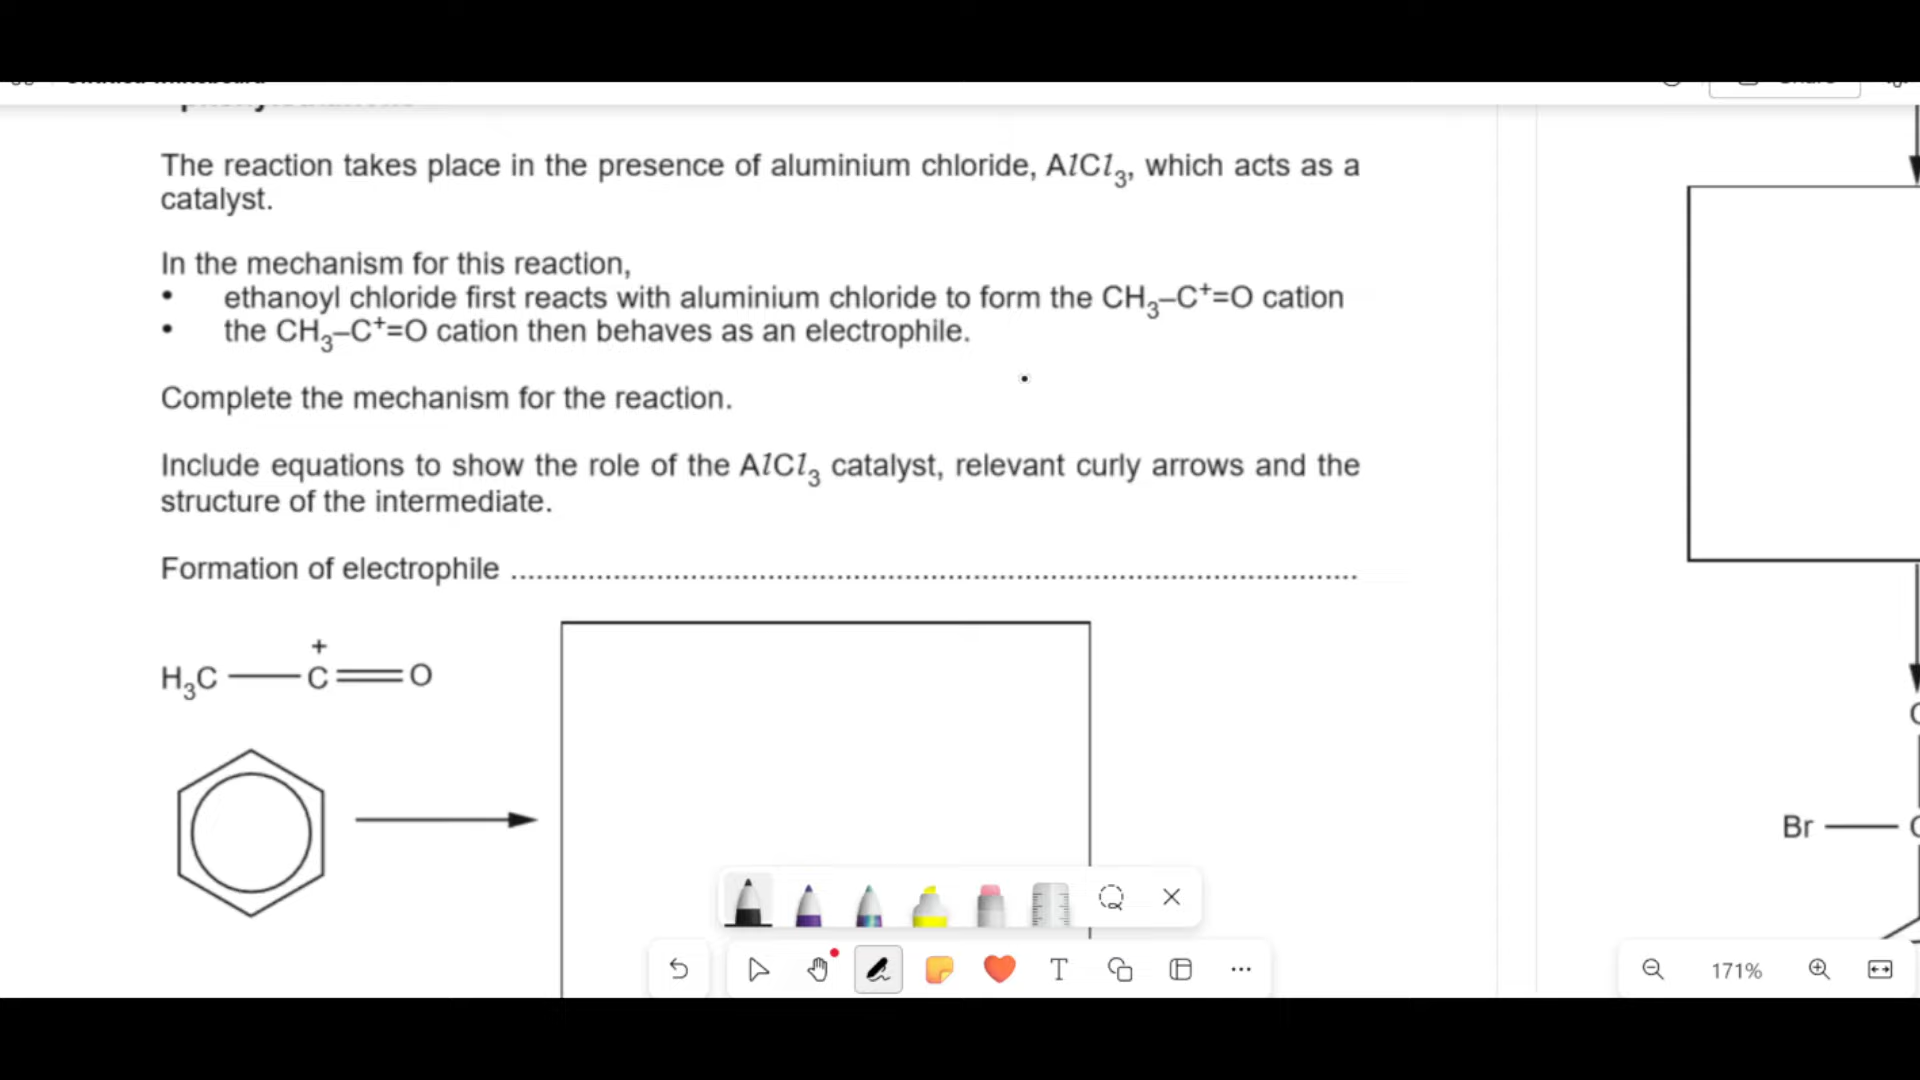 The reaction takes place in the presence of aluminium chloride, AlCl3, which acts as a
catalyst.
In the mechanism for this reaction,
• ethanoyl chloride first reacts with aluminium chloride to form the CH3–C+=O cation
• the CH3–C+=O cation then behaves as an electrophile.
Complete the mechanism for the reaction.
Include equations to show the role of the AlCl3 catalyst, relevant curly arrows and the
structure of the intermediate.
Formation of electrophile ....................................................................................................
+
H3C C O
Br
T
171%